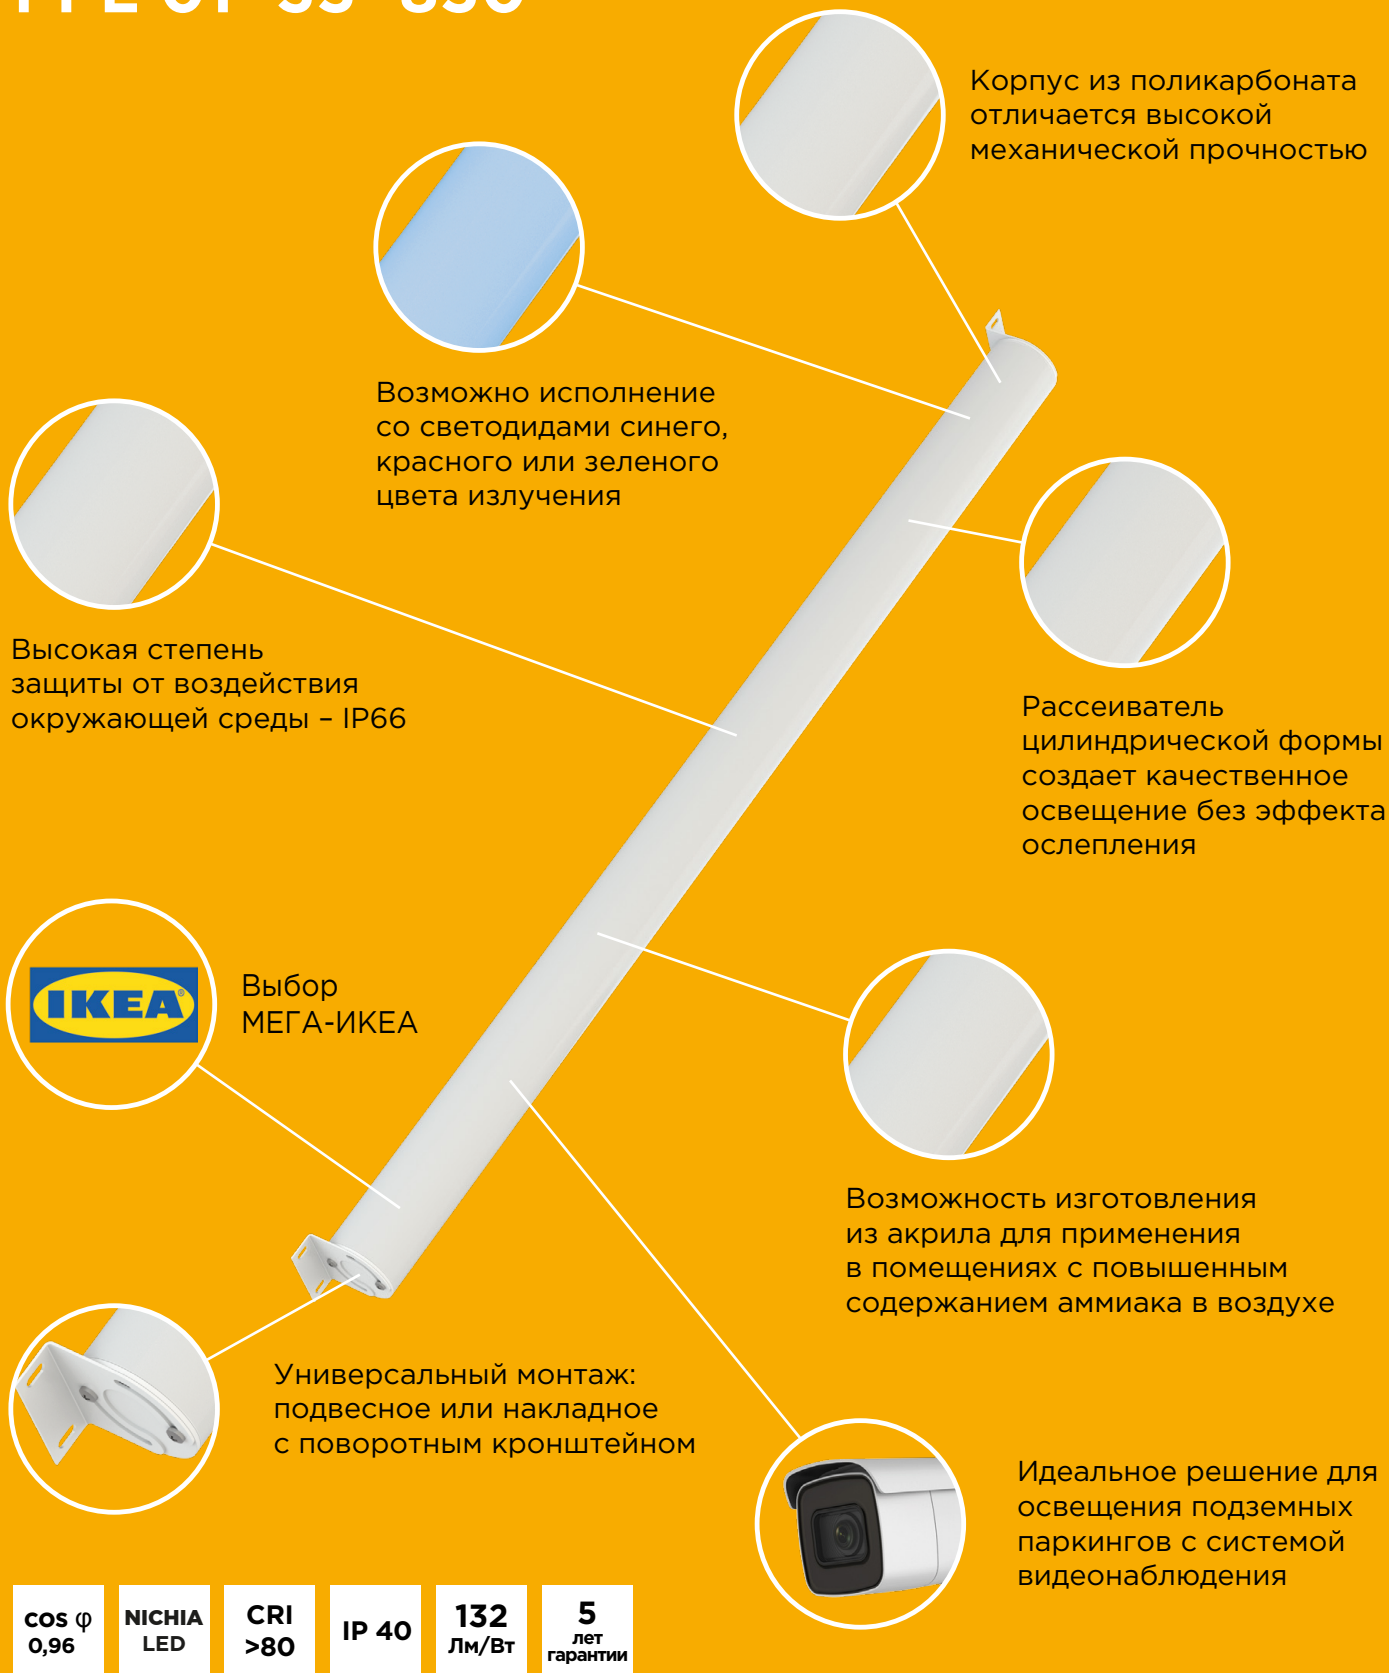 Корпус из поликарбоната
отличается высокой
механической прочностью
Возможно исполнение
со светодидами синего,
красного или зеленого
цвета излучения
Высокая степень
защиты от воздействия
окружающей среды – IP66
Рассеиватель
цилиндрической формы
создает качественное
освещение без эффекта
ослепления
IKEA®
Выбор
МЕГА-ИКЕА
Возможность изготовления
из акрила для применения
в помещениях с повышенным
содержанием аммиака в воздухе
Универсальный монтаж:
подвесное или накладное
с поворотным кронштейном
Идеальное решение для
освещения подземных
паркингов с системой
видеонаблюдения
cos φ
0,96
NICHIA
LED
CRI
>80
IP 40
132
Лм/Вт
5
лет
гарантии